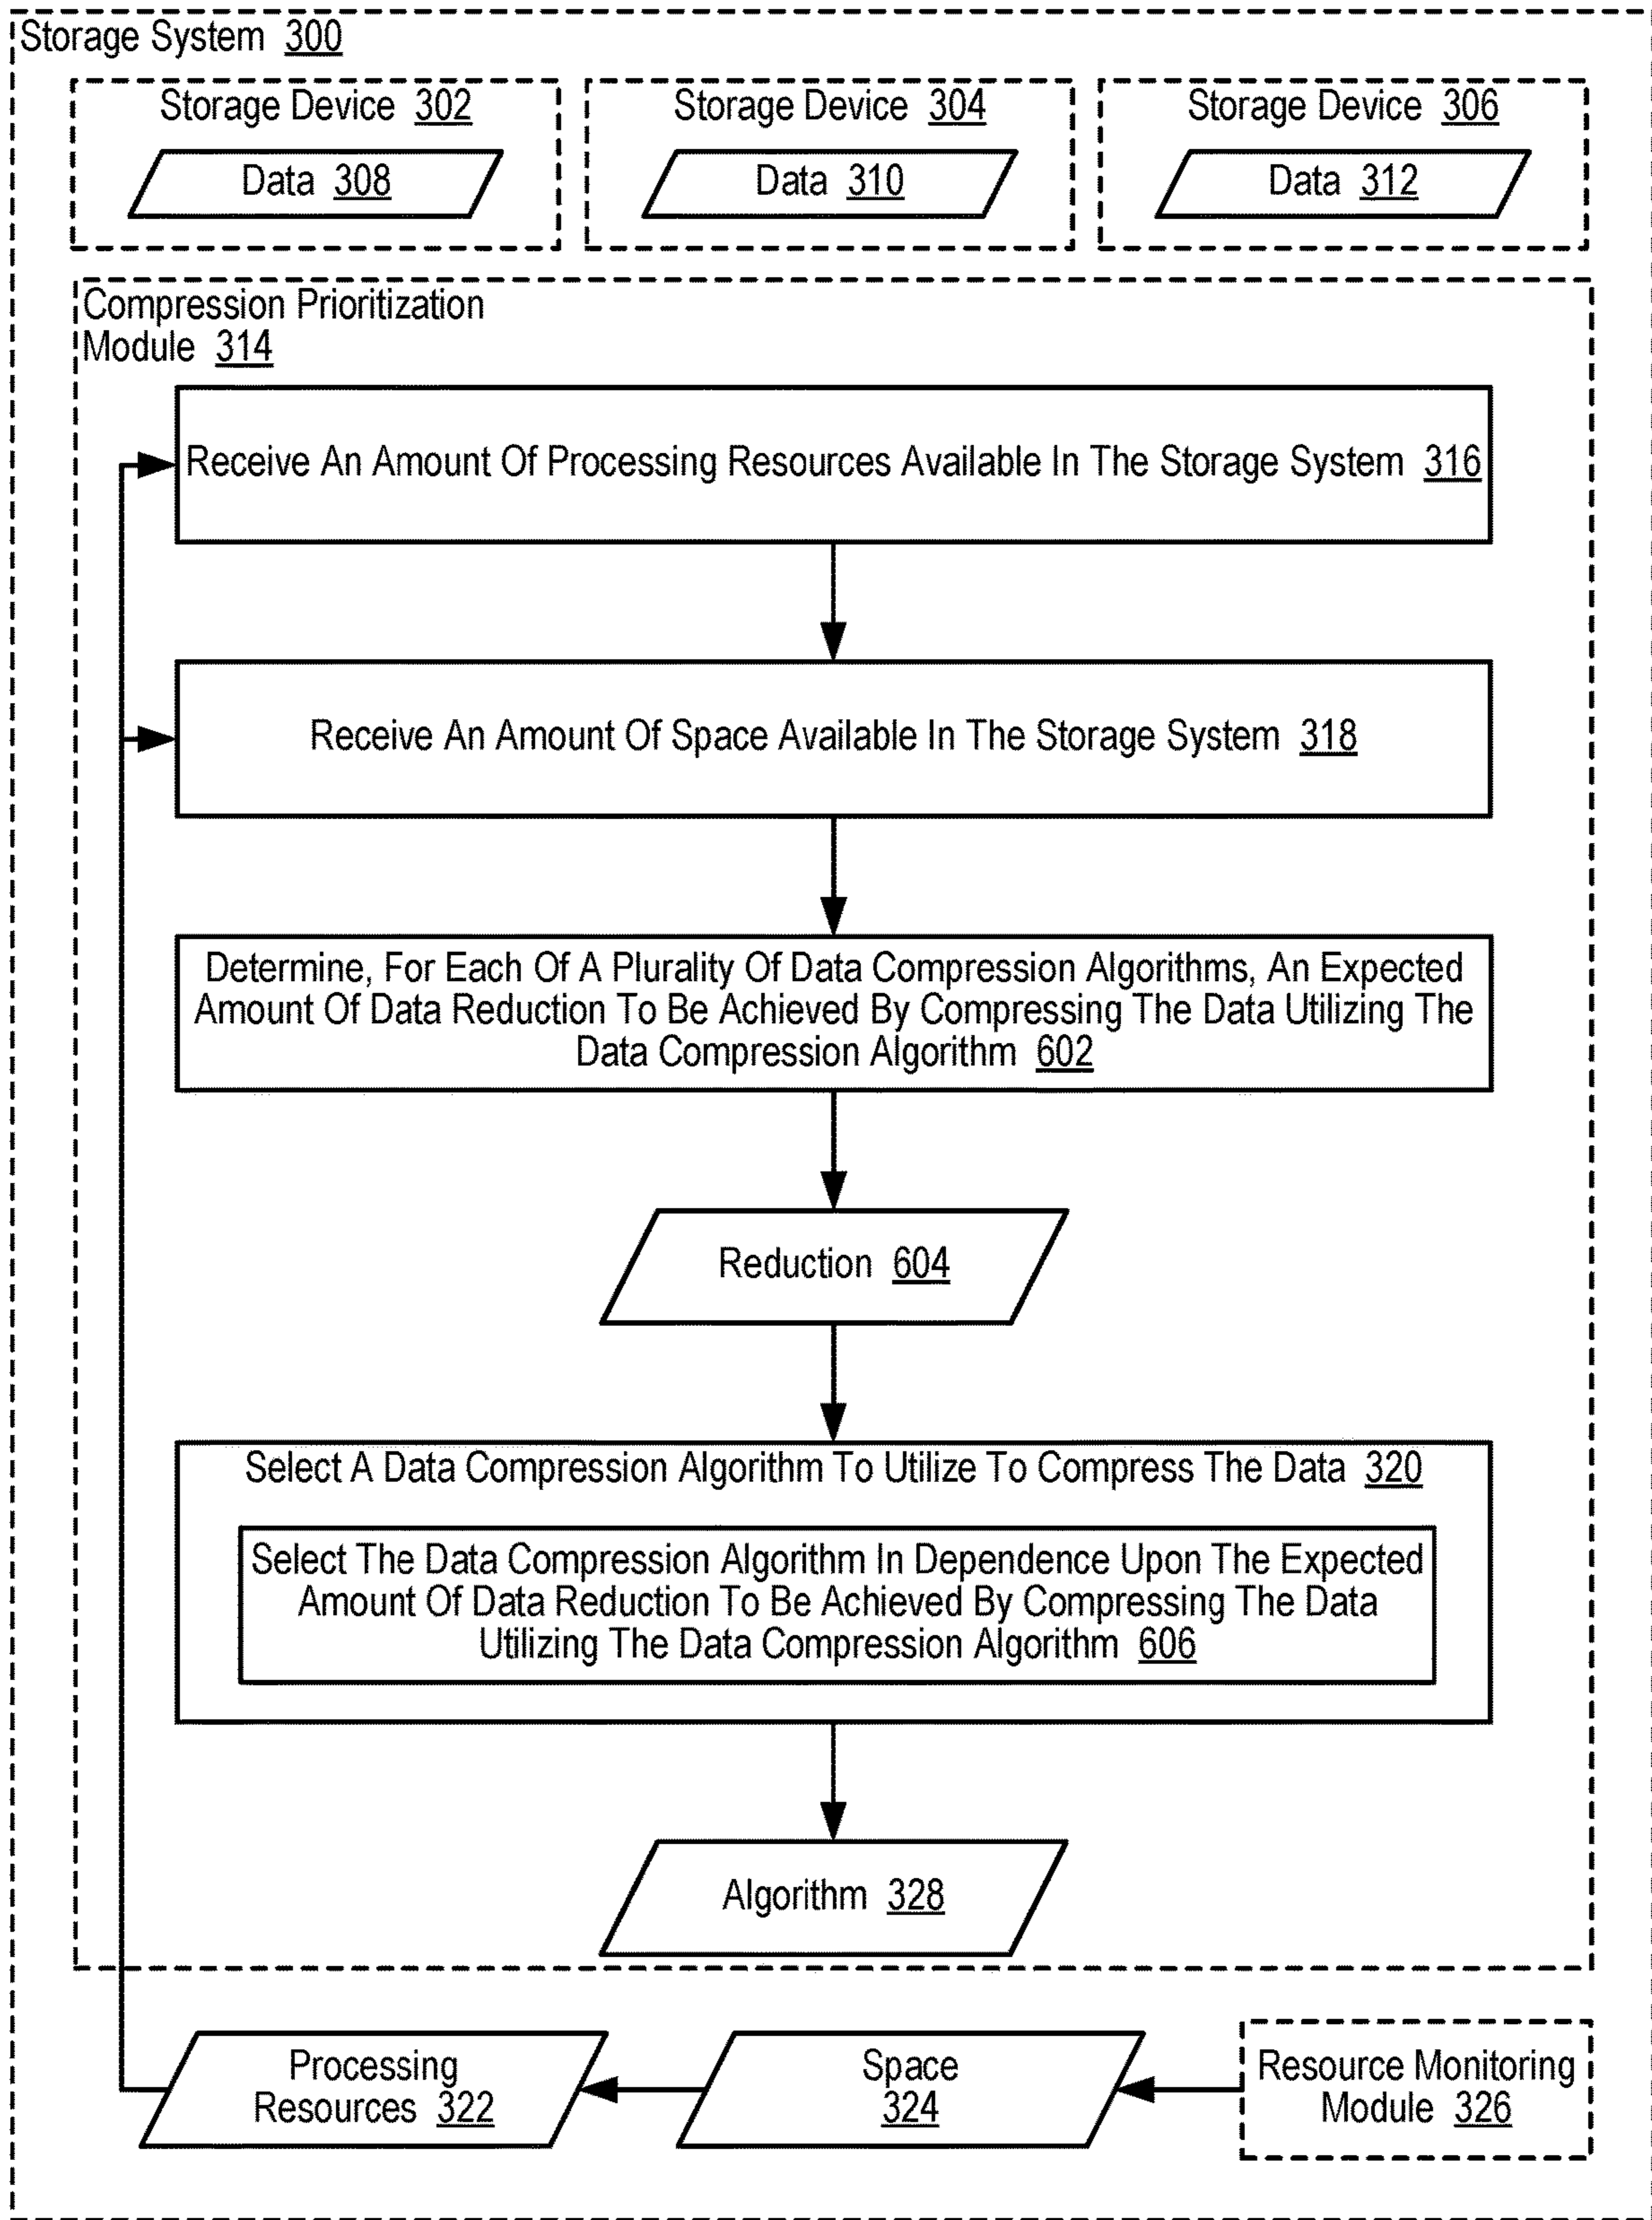 Storage System 300
Storage Device 302
Data 308
Storage Device 304
Data 310
Storage Device 306
Data 312
Compression Prioritization
Module 314
Receive An Amount Of Processing Resources Available In The Storage System 316
Receive An Amount Of Space Available In The Storage System 318
Determine, For Each Of A Plurality Of Data Compression Algorithms, An Expected
Amount Of Data Reduction To Be Achieved By Compressing The Data Utilizing The
Data Compression Algorithm 602
Reduction 604
Select A Data Compression Algorithm To Utilize To Compress The Data 320
Select The Data Compression Algorithm In Dependence Upon The Expected
Amount Of Data Reduction To Be Achieved By Compressing The Data
Utilizing The Data Compression Algorithm 606
Algorithm 328
Processing
Resources 322
Space
324
Resource Monitoring
Module 326